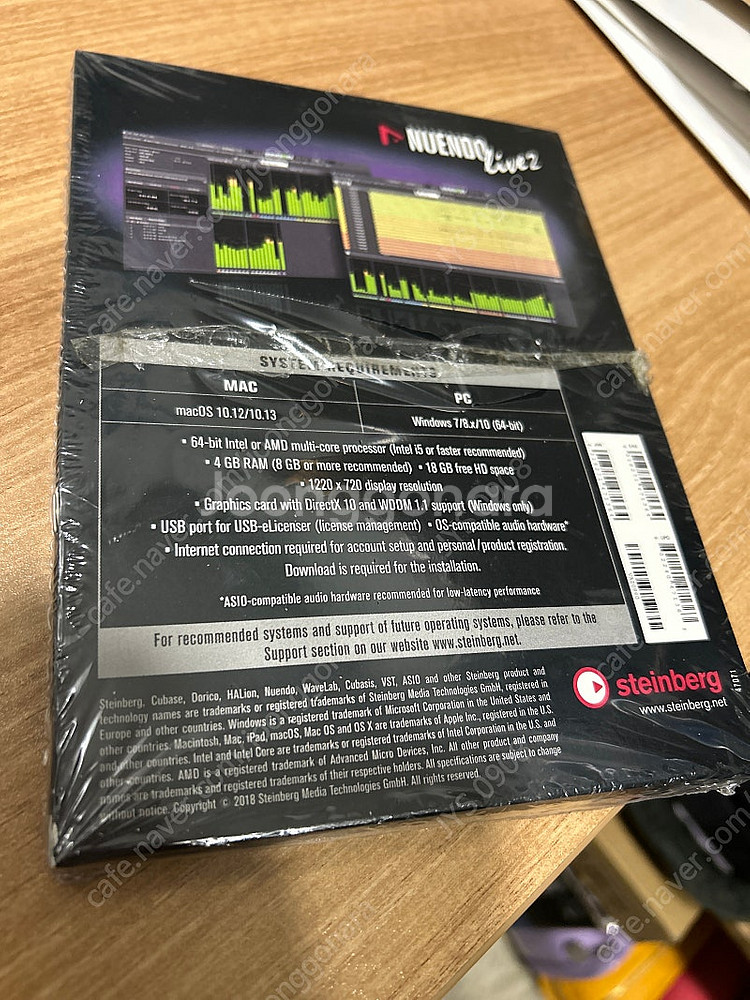 NUENDO
Live 2
SYSTEM REQUIREMENTS
MAC
PC
macOS 10.12/10.13
Windows 7/8.x/10 (64-bit)
• 64-bit Intel or AMD multi-core processor (Intel i5 or faster recommended)
• 4 GB RAM (8 GB or more recommended) • 18 GB free HD space
• 1220 x 720 display resolution
• Graphics card with DirectX 10 and WDDM 1.1 support (Windows only)
• USB port for USB-eLicenser (license management) • OS-compatible audio hardware*
• Internet connection required for account setup and personal/product registration.
Download is required for the installation.
*ASIO-compatible audio hardware recommended for low-latency performance
For recommended systems and support of future operating systems, please refer to the
Support section on our website www.steinberg.net.
Steinberg, Cubase, Dorico, HALion, Nuendo, WaveLab, Cubasis, VST, ASIO and other Steinberg product and
technology names are trademarks or registered trademarks of Steinberg Media Technologies GmbH, registered in
Europe and other countries. Windows is a registered trademark of Microsoft Corporation in the United States and
other countries. Macintosh, Mac, iPad, macOS, Mac OS and OS X are trademarks of Apple Inc., registered in the U.S.
and other countries. Intel and Intel Core are trademarks or registered trademarks of Intel Corporation in the U.S. and
other countries. AMD is a registered trademark of Advanced Micro Devices, Inc. All other product and company
names are trademarks and registered trademarks of their respective holders. All specifications are subject to change
without notice. Copyright © 2018 Steinberg Media Technologies GmbH. All rights reserved.
steinberg
www.steinberg.net
47071
joonggonara
cafe.naver.com